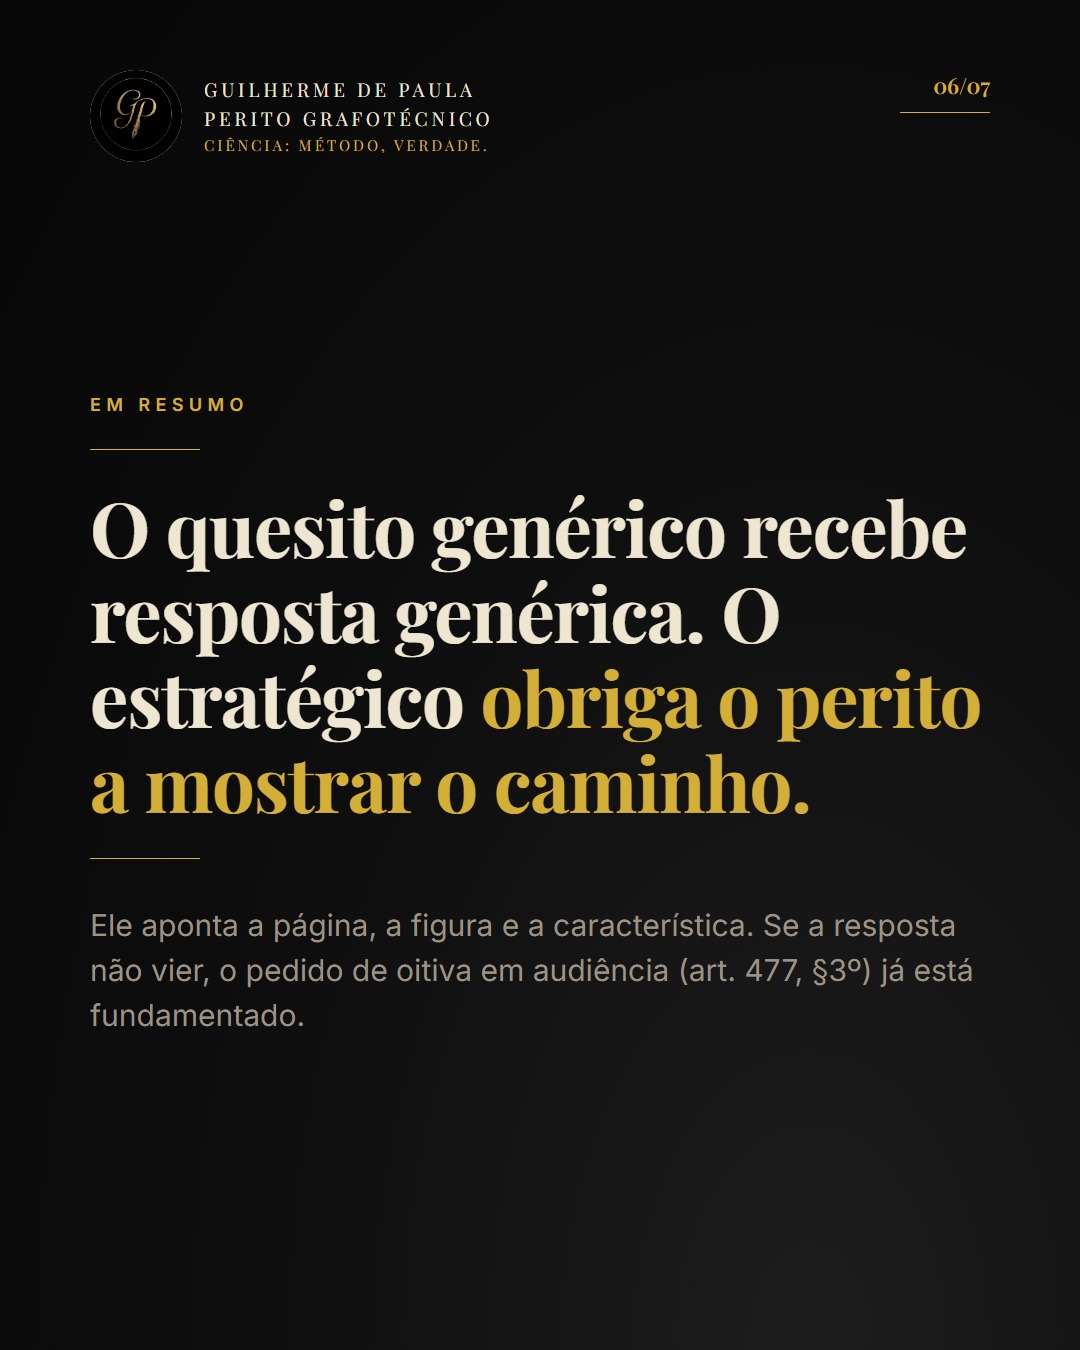 GP
GUILHERME DE PAULA
PERITO GRAFOTÉCNICO
CIÊNCIA: MÉTODO, VERDADE.
06/07
EM RESUMO
O quesito genérico recebe
resposta genérica. O
estratégico obriga o perito
a mostrar o caminho.
Ele aponta a página, a figura e a característica. Se a resposta
não vier, o pedido de oitiva em audiência (art. 477, §3º) já está
fundamentado.